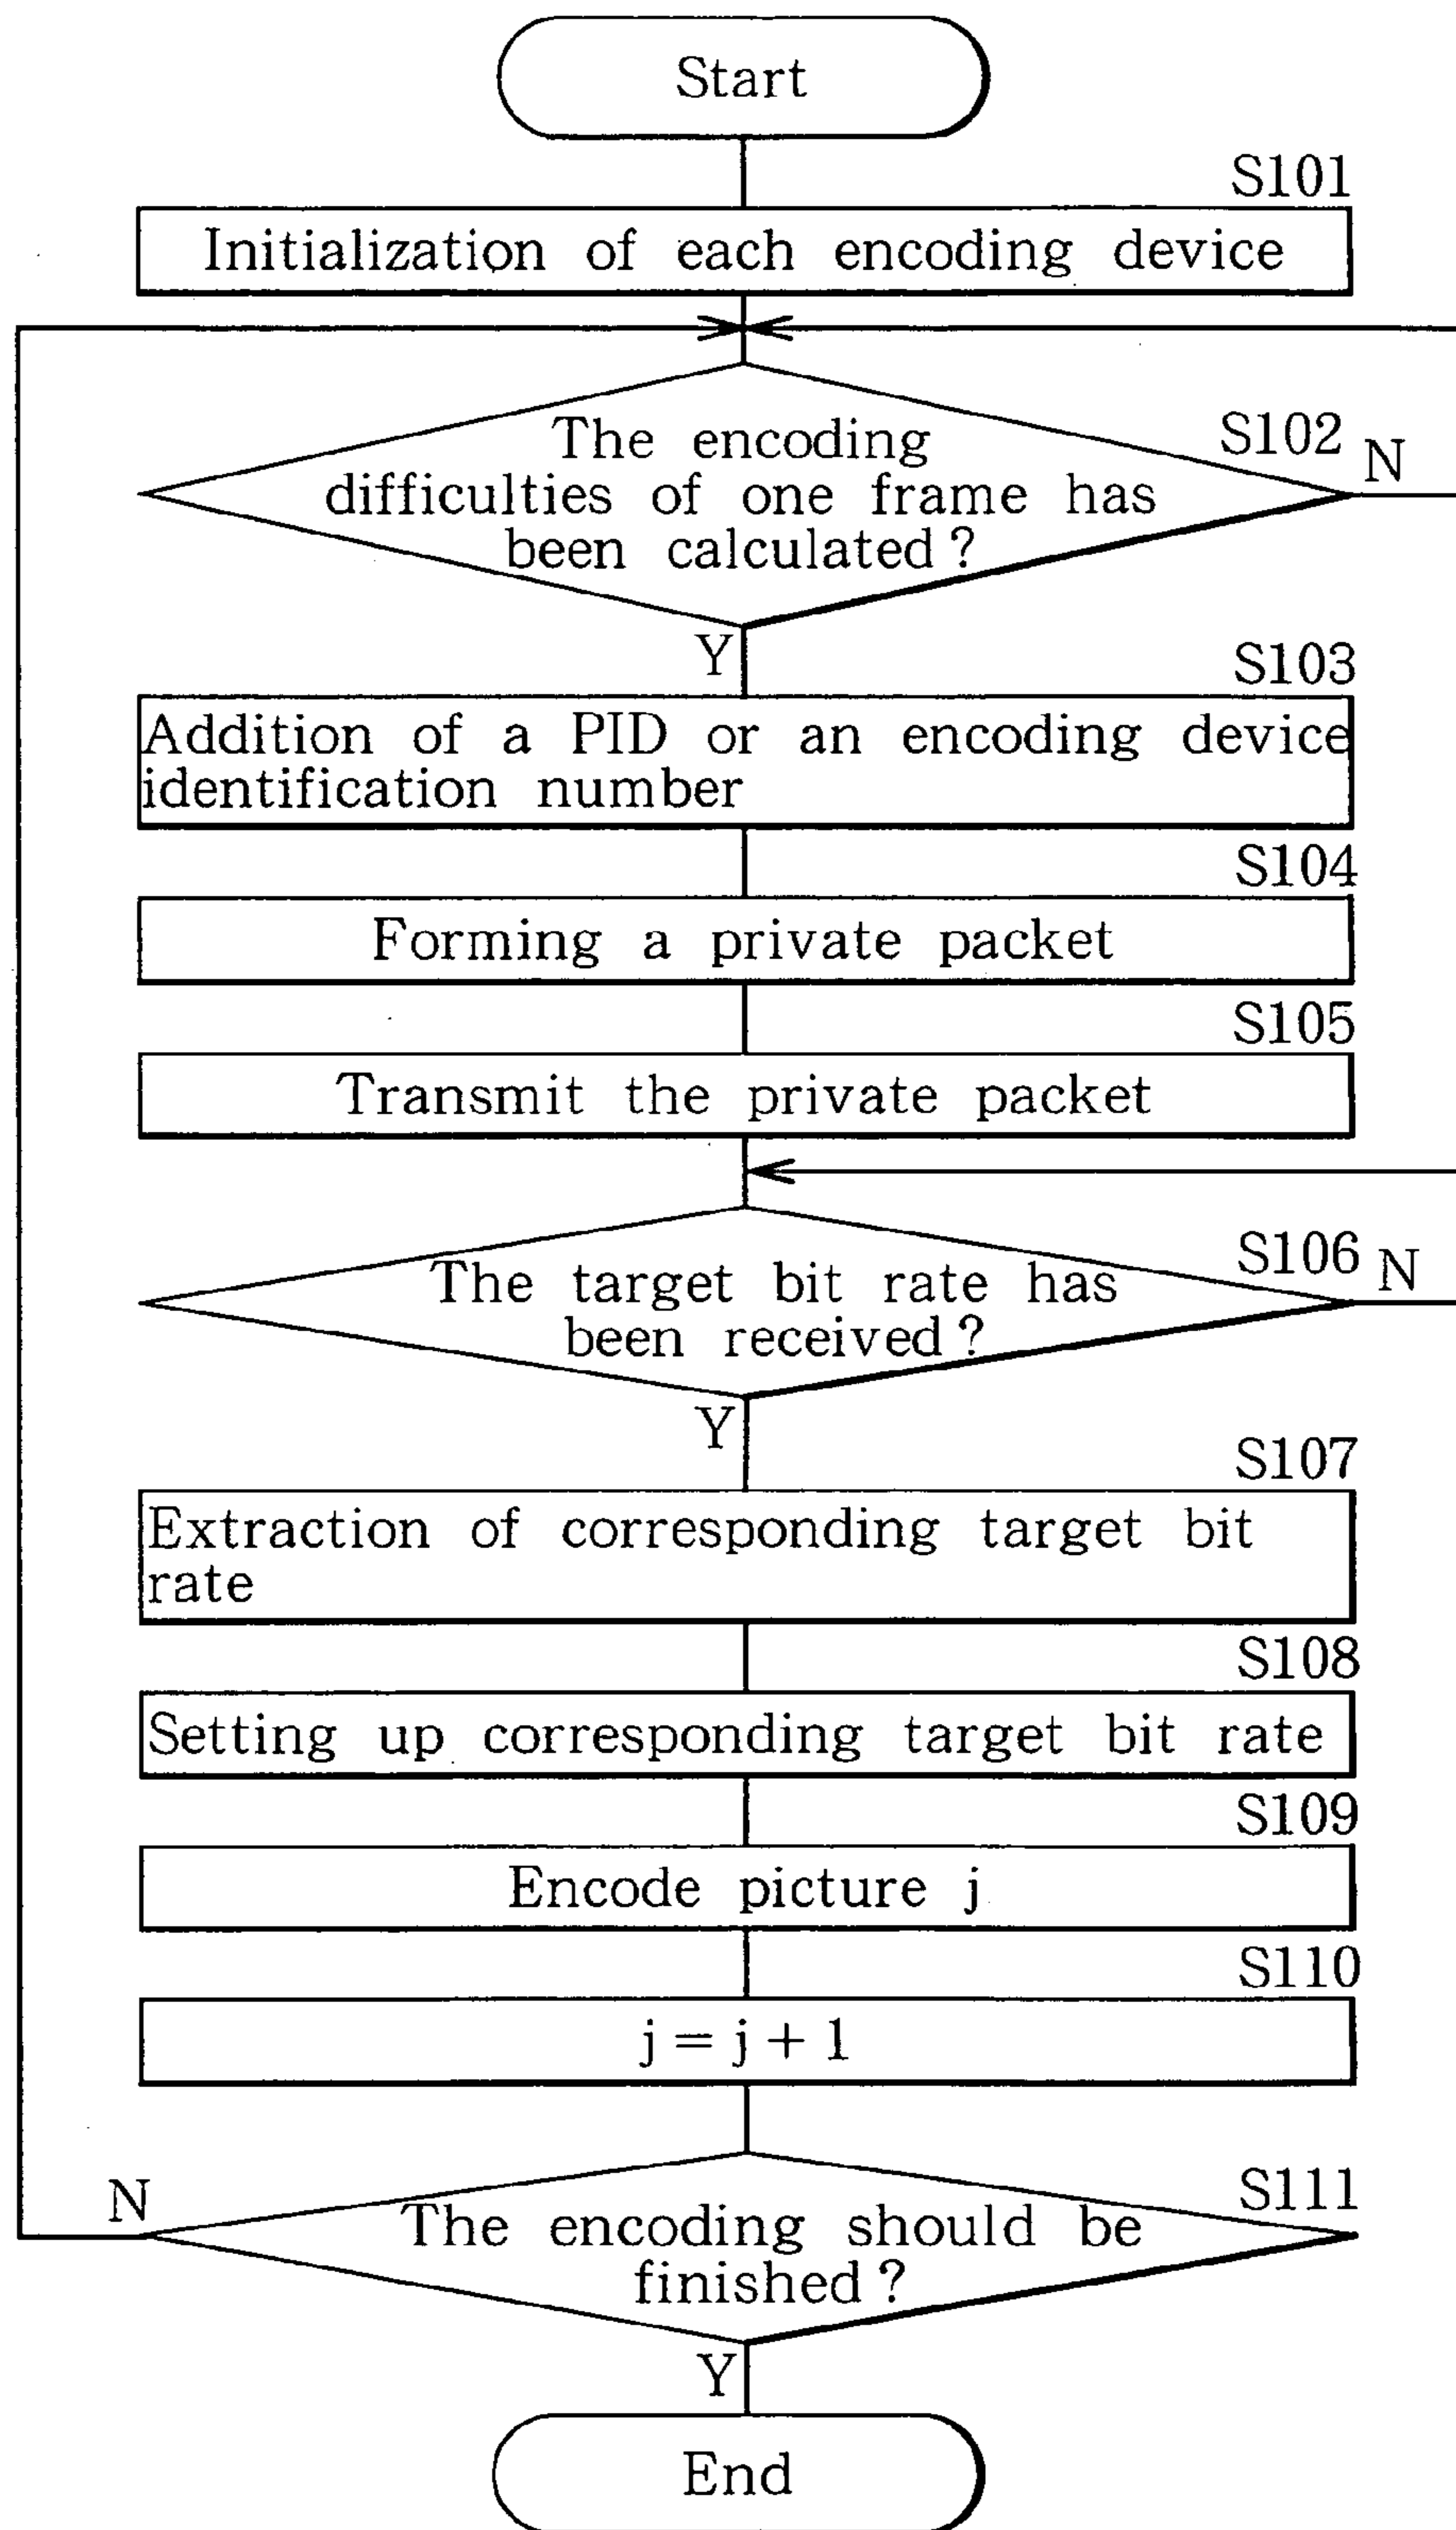 Start
S101
Initialization of each encoding device
The encoding
S102
N
difficulties of one frame has
been calculated?
Y
S103
Addition of a PID or an encoding device
identification number
S104
Forming a private packet
S105
Transmit the private packet
S106
N
The target bit rate has
been received?
Y
S107
Extraction of corresponding target bit
rate
S108
Setting up corresponding target bit rate
S109
Encode picture j
S110
j = j + 1
N
S111
The encoding should be
finished?
Y
End